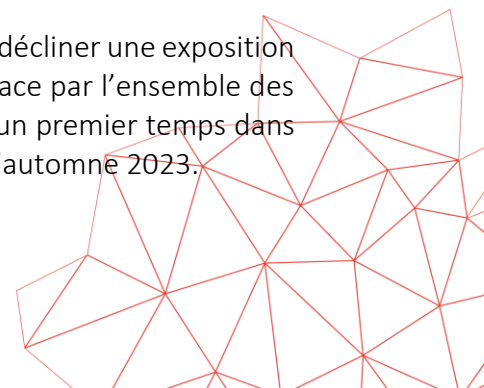 décliner une exposition
ace par l’ensemble des
un premier temps dans
’automne 2023.